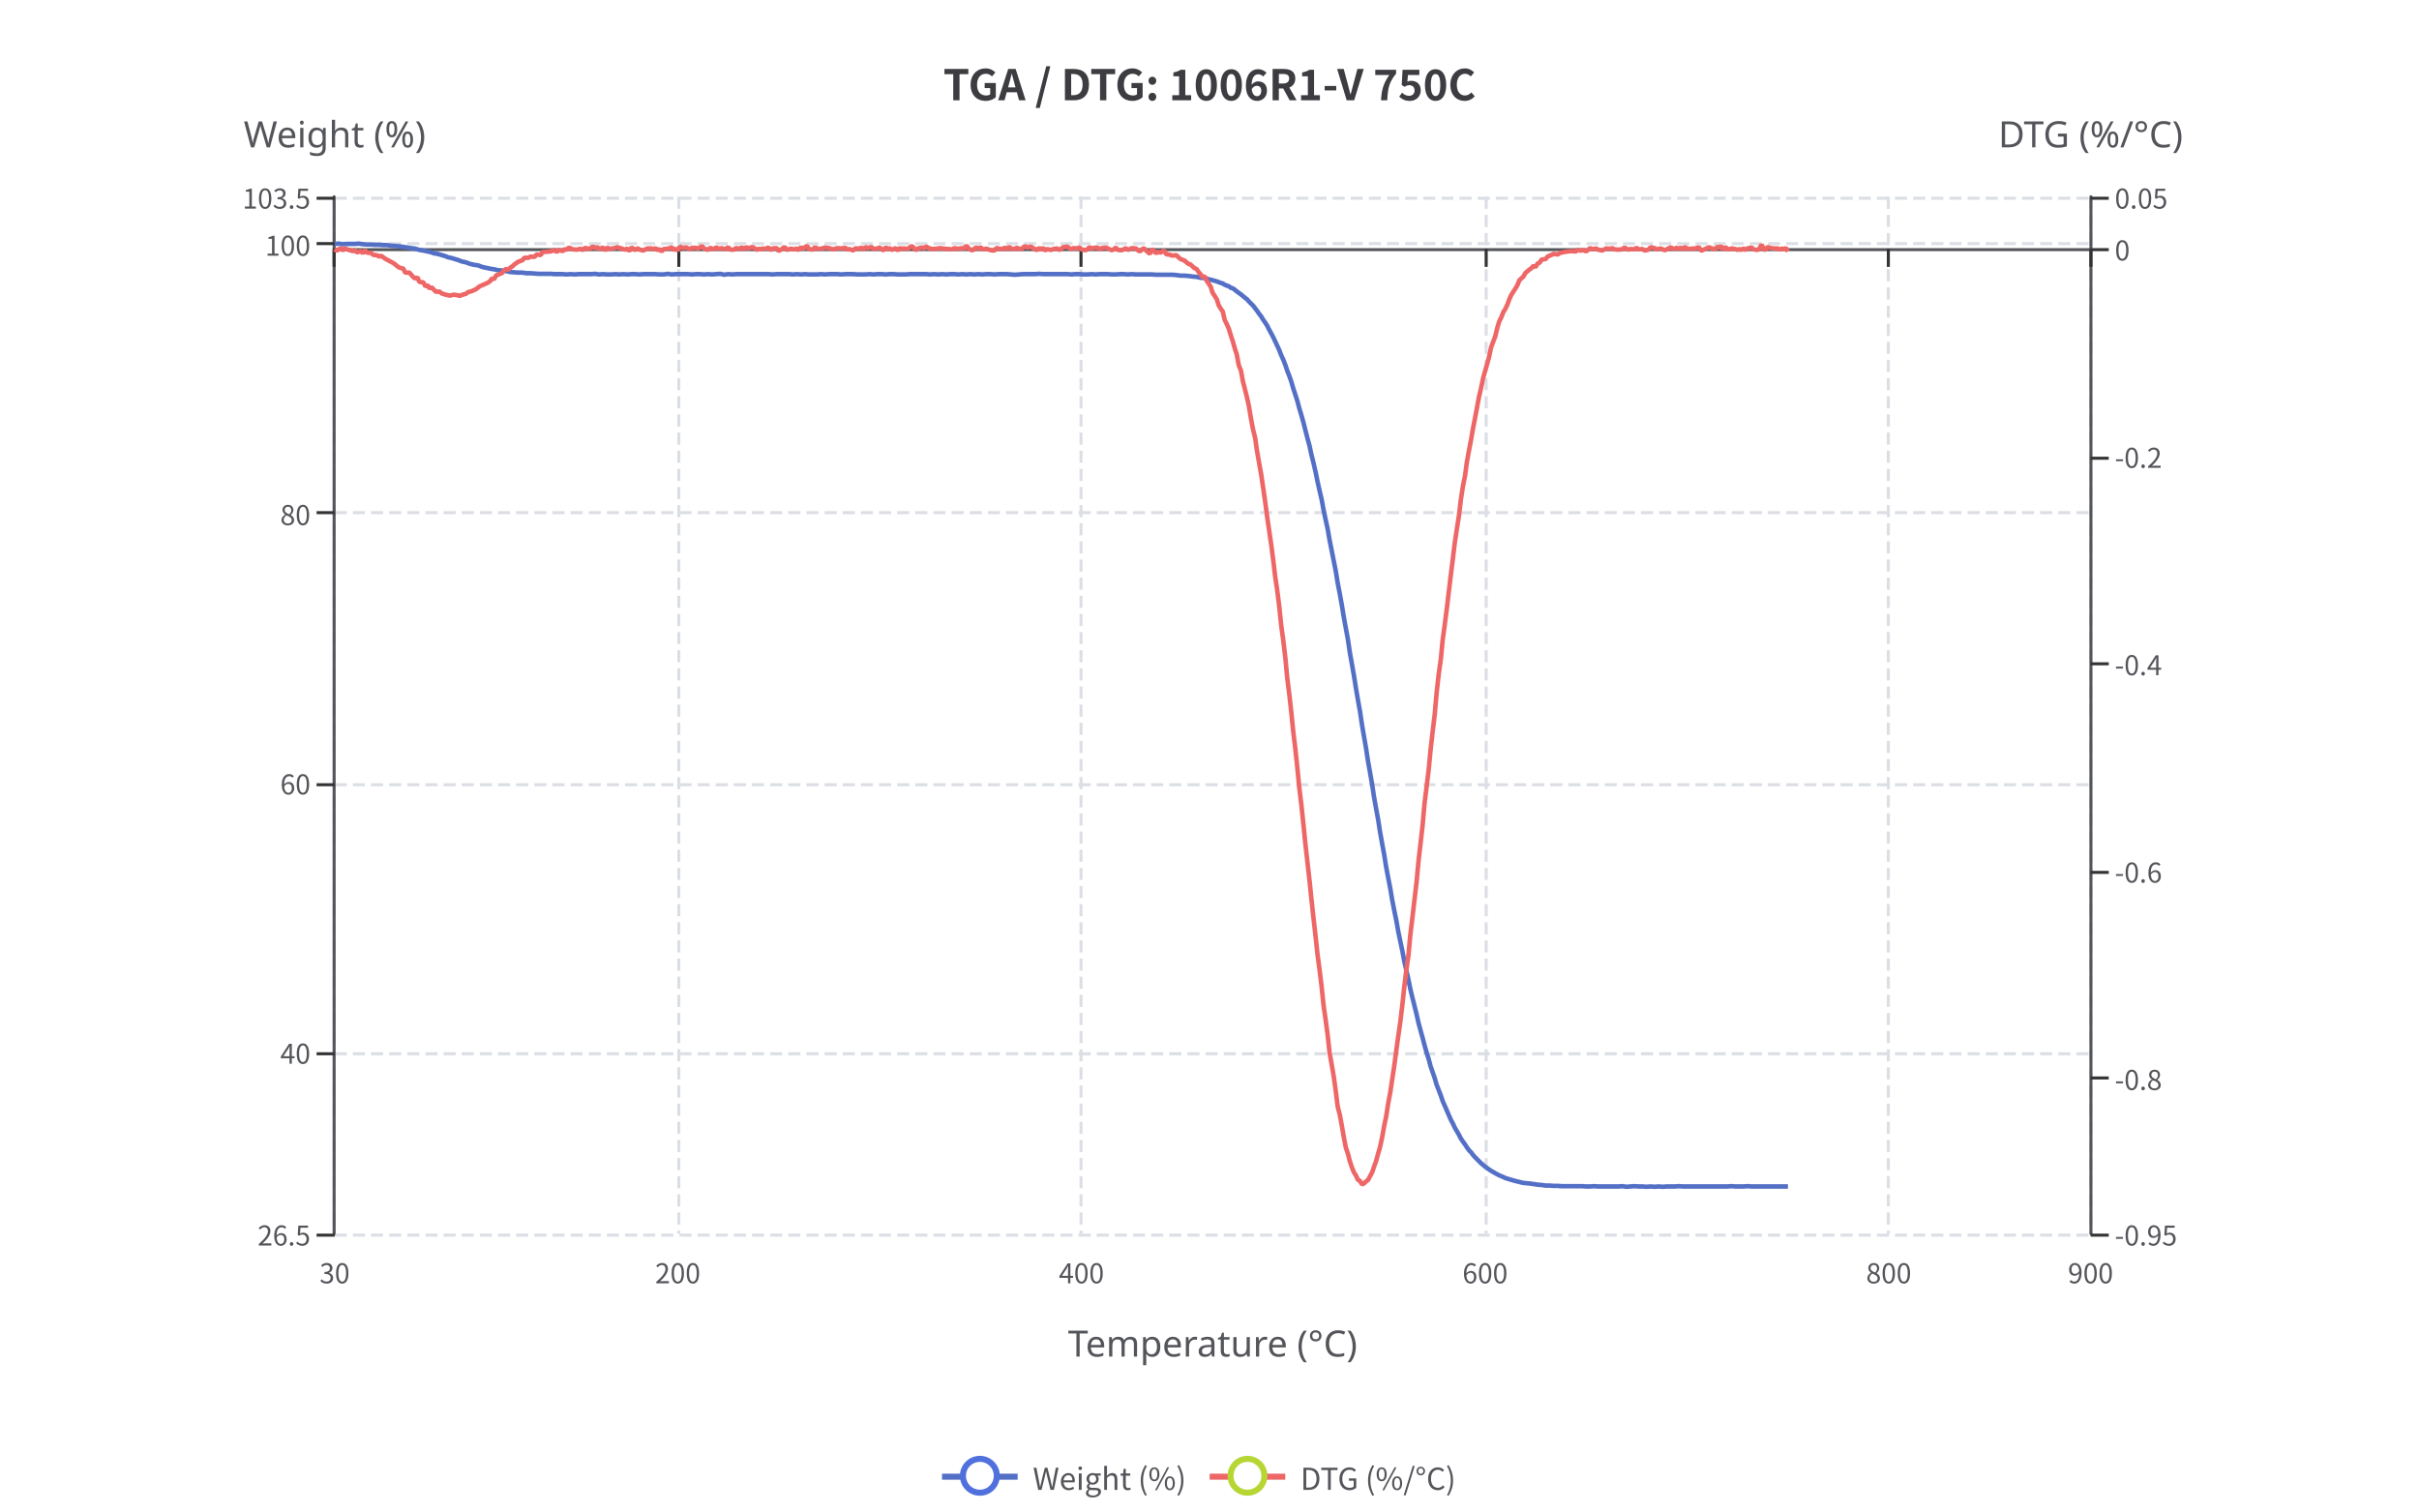 TGA / DTG: 1006R1-V 750C
Weight (%)
DTG (%/°C)
103.5
100
80
60
40
26.5
0.05
0
-0.2
-0.4
-0.6
-0.8
-0.95
30 200 400 600 800 900
Temperature (°C)
Weight (%) DTG (%/°C)